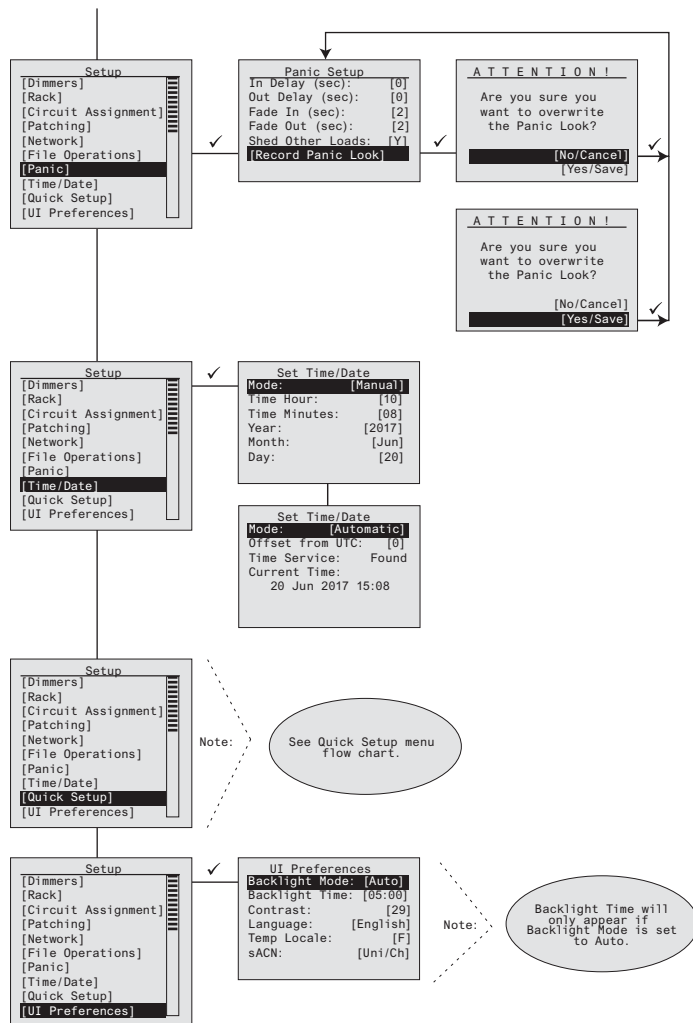 Setup
[Dimmers]
[Rack]
[Circuit Assignment]
[Patching]
[Network]
[File Operations]
[Panic]
[Time/Date]
[Quick Setup]
[UI Preferences]
Panic Setup
In Delay (sec): [0]
Out Delay (sec): [0]
Fade In (sec): [2]
Fade Out (sec): [2]
Shed Other Loads: [Y]
[Record Panic Look]
ATTENTION!
Are you sure you
want to overwrite
the Panic Look?
[No/Cancel]
[Yes/Save]
ATTENTION!
Are you sure you
want to overwrite
the Panic Look?
[No/Cancel]
[Yes/Save]
Setup
[Dimmers]
[Rack]
[Circuit Assignment]
[Patching]
[Network]
[File Operations]
[Panic]
[Time/Date]
[Quick Setup]
[UI Preferences]
Set Time/Date
Mode: [Manual]
Time Hour: [10]
Time Minutes: [08]
Year: [2017]
Month: [Jun]
Day: [20]
Set Time/Date
Mode: [Automatic]
Offset from UTC: [0]
Time Service: Found
Current Time:
20 Jun 2017 15:08
Setup
[Dimmers]
[Rack]
[Circuit Assignment]
[Patching]
[Network]
[File Operations]
[Panic]
[Time/Date]
[Quick Setup]
[UI Preferences]
Note:
See Quick Setup menu
flow chart.
Setup
[Dimmers]
[Rack]
[Circuit Assignment]
[Patching]
[Network]
[File Operations]
[Panic]
[Time/Date]
[Quick Setup]
[UI Preferences]
UI Preferences
Backlight Mode: [Auto]
Backlight Time: [05:00]
Contrast: [29]
Language: [English]
Temp Locale: [F]
sACN: [Uni/Ch]
Note:
Backlight Time will
only appear if
Backlight Mode is set
to Auto.